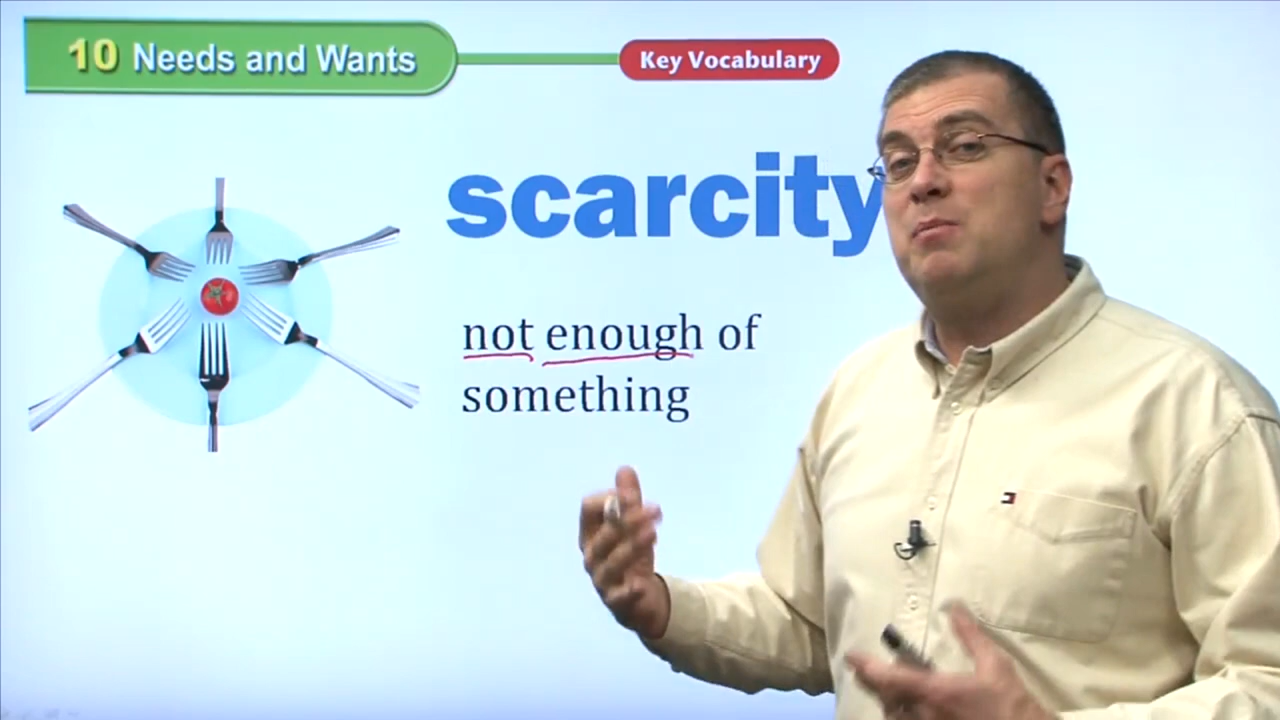 10 Needs and Wants
Key Vocabulary
scarcity
not enough of
something